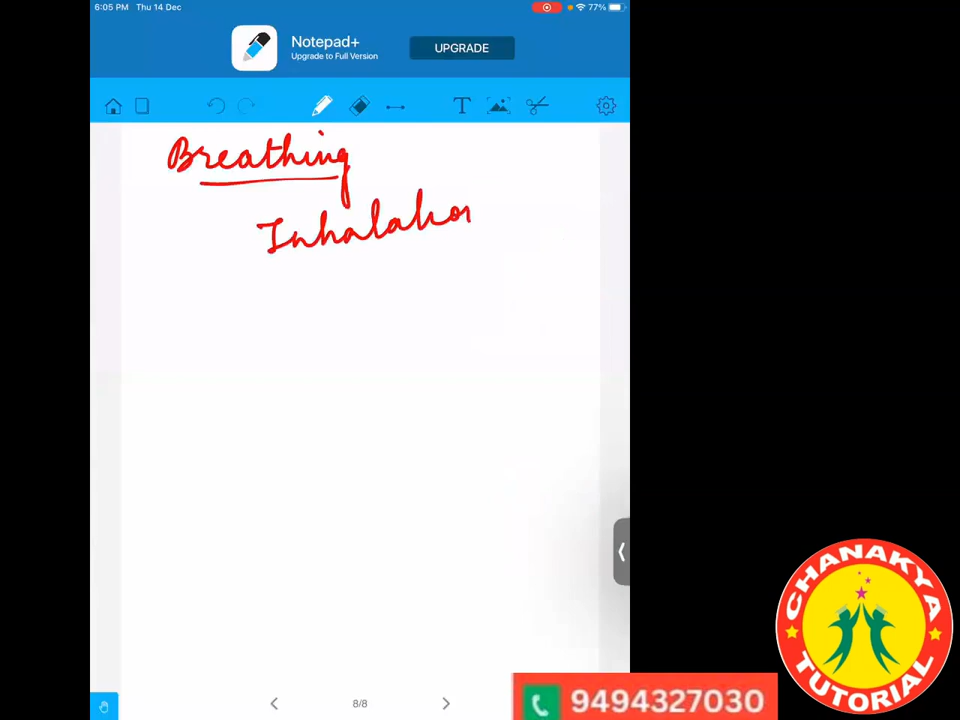 6:05 PM Thu 14 Dec 77%
Notepad+
Upgrade to Full Version
UPGRADE
T
Breathing
Inhalation
8/8
9494327030
CHANAKYA
TUTORIAL